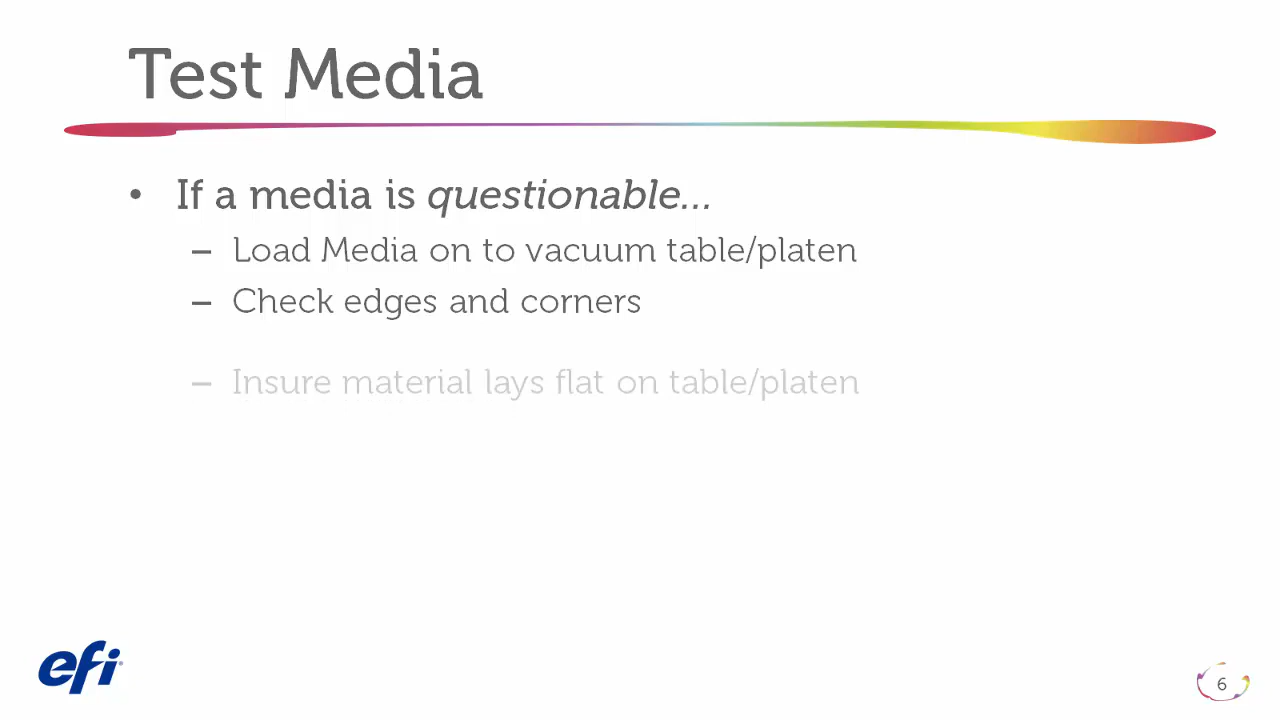 Test Media
• If a media is questionable...
– Load Media on to vacuum table/platen
– Check edges and corners
– Insure material lays flat on table/platen
efi
6